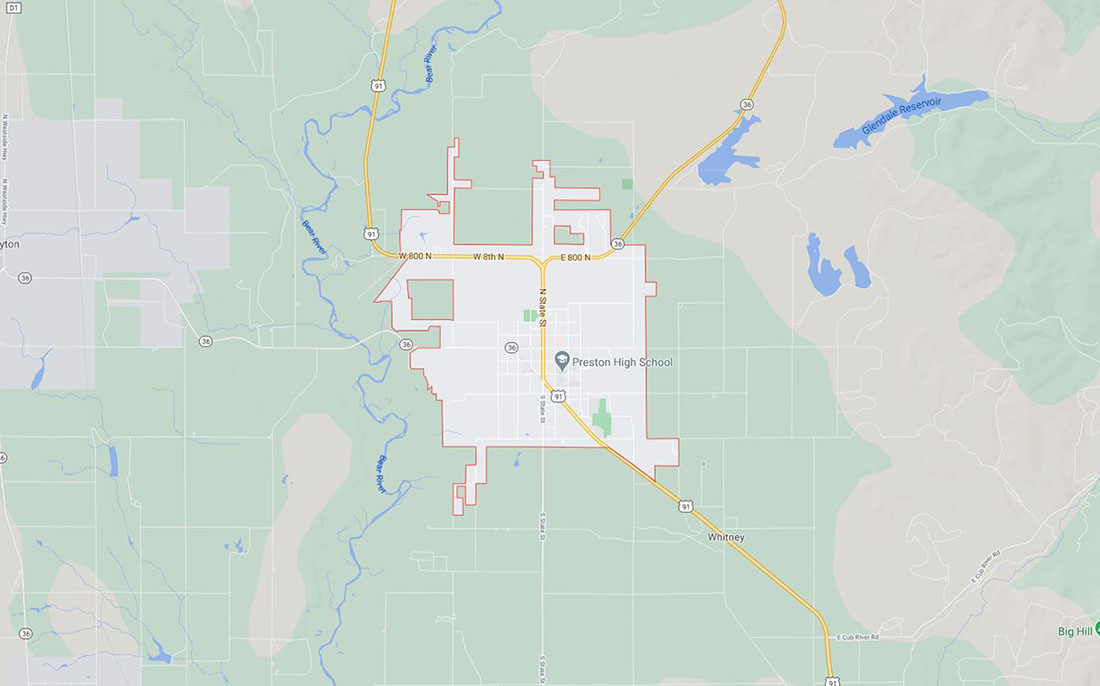 D1
Bear River
91
36
Glendale Reservoir
N Westside Hwy
N Westside Hwy
Bear River
91
36
yton
W 800 N
W 8th N
E 800 N
36
N State St
36
36
36
Preston High School
91
S State St
36
Bear River
91
S State St
Whitney
E Cub River Rd
36
Big Hill
E Cub River Rd
S State St
91